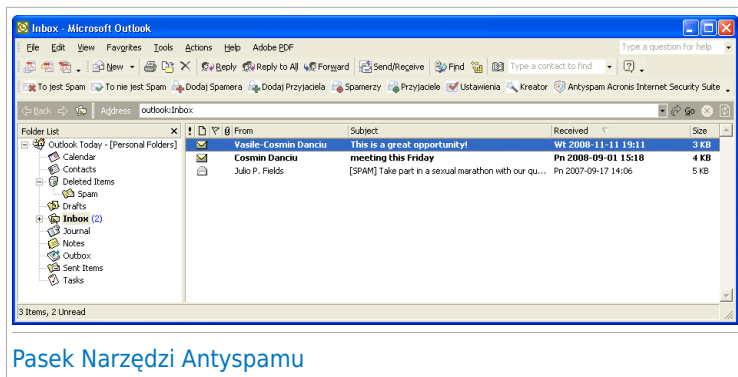 Inbox - Microsoft Outlook
File Edit View Favorites Tools Actions Help Adobe PDF Type a question for help
New Reply Reply to All Forward Send/Receive Find Type a contact to find
To jest Spam To nie jest Spam Dodaj Spamera Dodaj Przyjaciela Spamerzy Przyjaciele Ustawienia Kreator Antyspam Acronis Internet Security Suite
Back Address outlook:Inbox Go
Folder List From Subject Received Size
Outlook Today - [Personal Folders] Vasile-Cosmin Danciu This is a great opportunity! Wt 2008-11-11 19:11 3 KB
Calendar Cosmin Danciu meeting this Friday Pn 2008-09-01 15:18 4 KB
Contacts Julio P. Fields [SPAM] Take part in a sexual marathon with our qu... Pn 2007-09-17 14:06 5 KB
Deleted Items
Spam
Drafts
Inbox (2)
Journal
Notes
Outbox
Sent Items
Tasks
3 Items, 2 Unread
Pasek Narzędzi Antyspamu